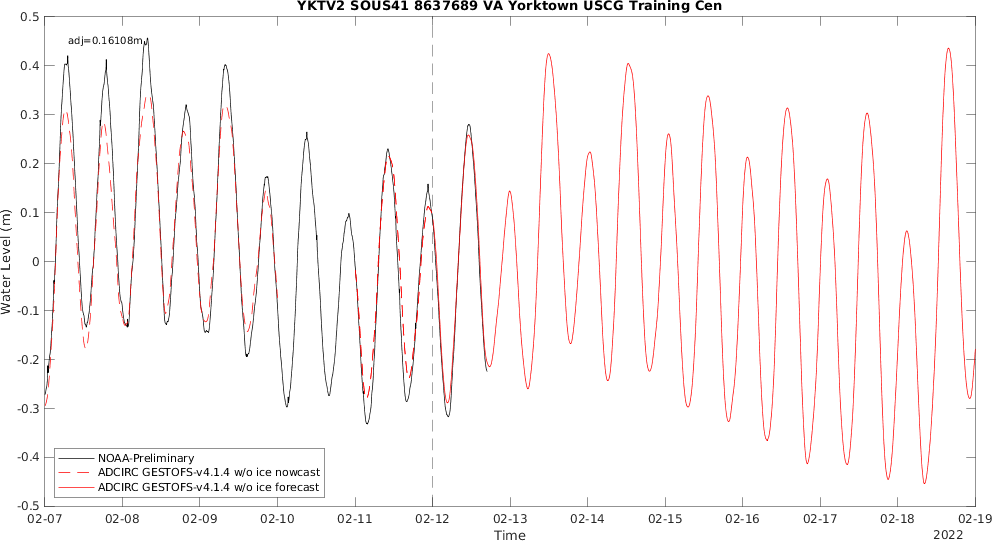 YKTV2 SOUS41 8637689 VA Yorktown USCG Training Cen
adj=0.16108m
Water Level (m)
0.5
0.4
0.3
0.2
0.1
0
-0.1
-0.2
-0.3
-0.4
-0.5
NOAA-Preliminary
ADCIRC GESTOFS-v4.1.4 w/o ice nowcast
ADCIRC GESTOFS-v4.1.4 w/o ice forecast
02-07 02-08 02-09 02-10 02-11 02-12 02-13 02-14 02-15 02-16 02-17 02-18 02-19
Time
2022